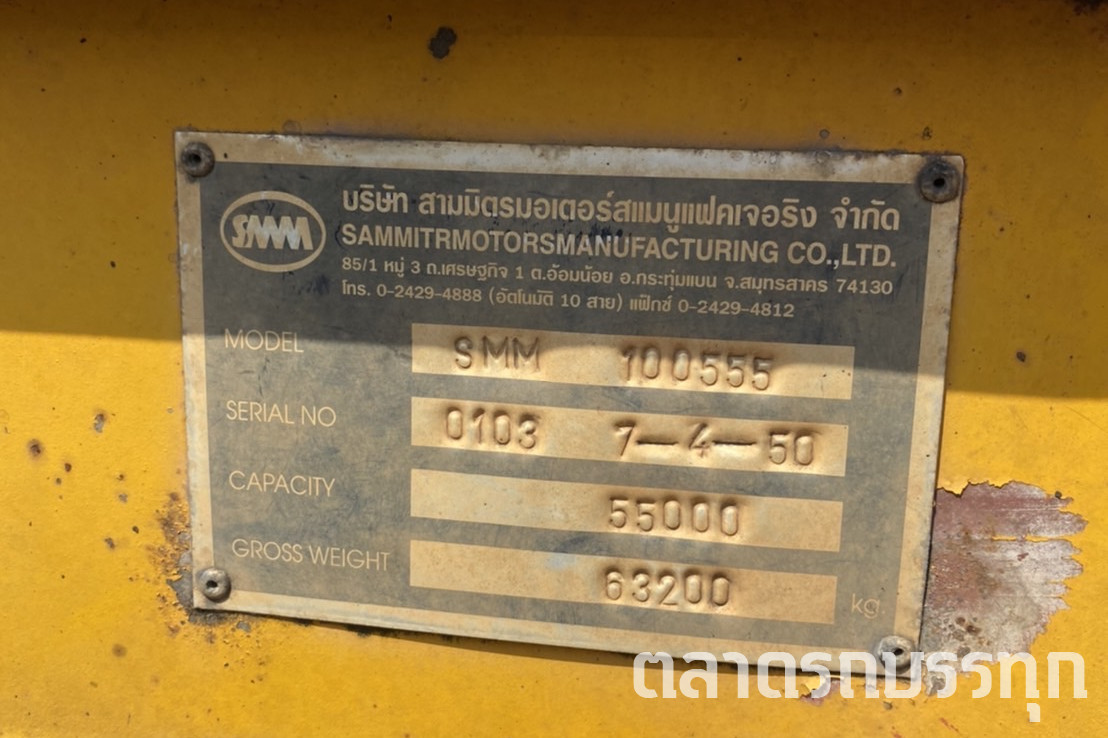 SMM
บริษัท สามมิตรมอเตอร์สแมนูแฟคเจอริง จำกัด
SAMMITRMOTORSMANUFACTURING CO.,LTD.
85/1 หมู่ 3 ถ.เศรษฐกิจ 1 ต.อ้อมน้อย อ.กระทุ่มแบน จ.สมุทรสาคร 74130
โทร. 0-2429-4888 (อัตโนมัติ 10 สาย) แฟ๊กซ์ 0-2429-4812
MODEL SMM 100555
SERIAL NO 0103 7-4-50
CAPACITY 55000
GROSS WEIGHT 63200 kg.
ตลาดรถบรรทุก